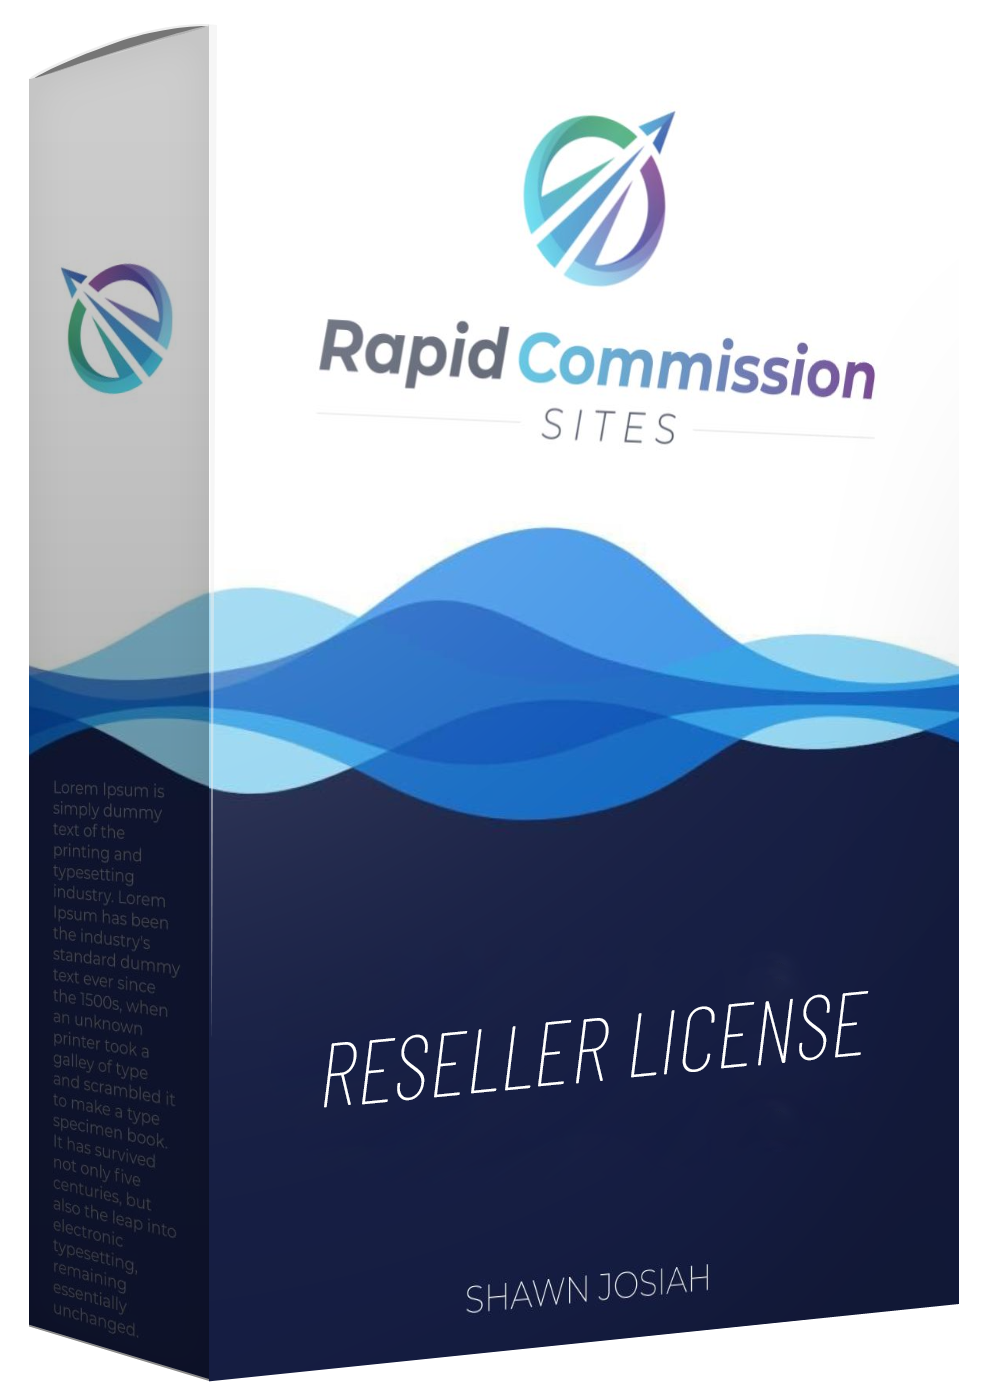 Rapid Commission
SITES
RESELLER LICENSE
SHAWN JOSIAH
Lorem Ipsum is
simply dummy
text of the
printing and
typesetting
industry. Lorem
Ipsum has been
the industry's
standard dummy
text ever since
the 1500s, when
an unknown
printer took a
galley of type
and scrambled it
to make a type
specimen book.
It has survived
not only five
centuries, but
also the leap into
electronic
typesetting,
remaining
essentially
unchanged.